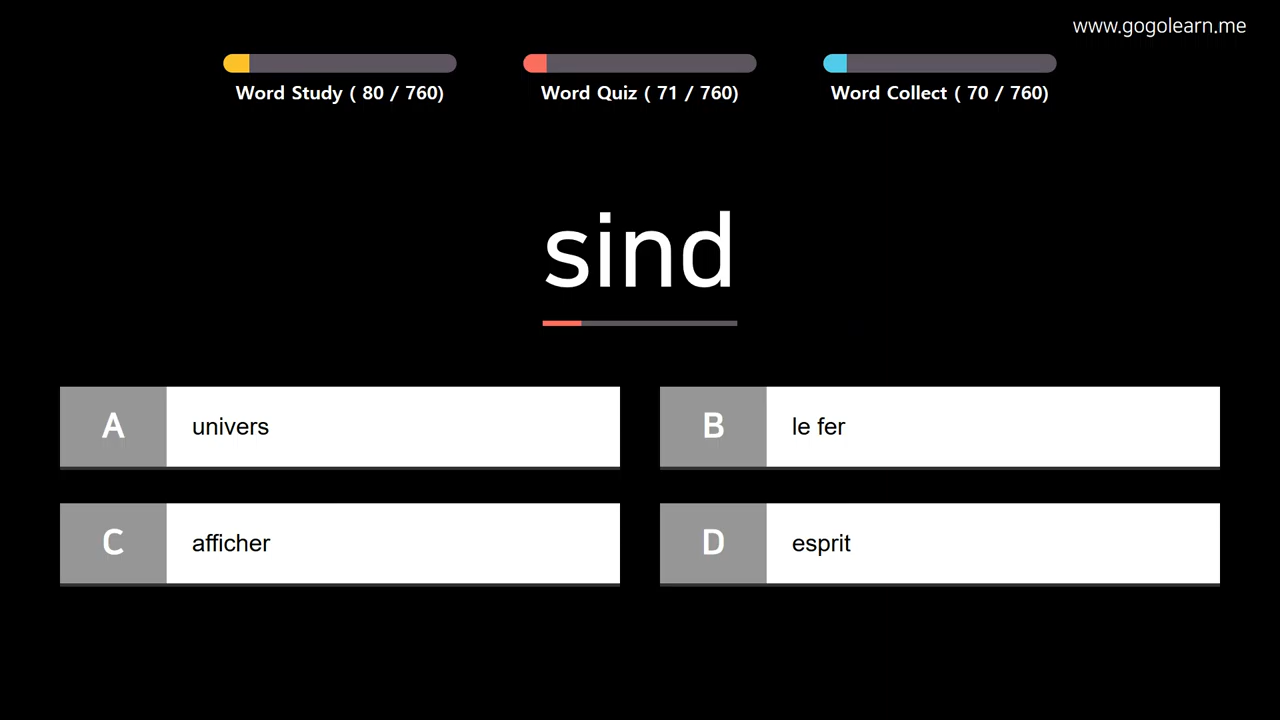 www.gogolearn.me
Word Study ( 80 / 760)
Word Quiz ( 71 / 760)
Word Collect ( 70 / 760)
sind
A
univers
B
le fer
C
afficher
D
esprit